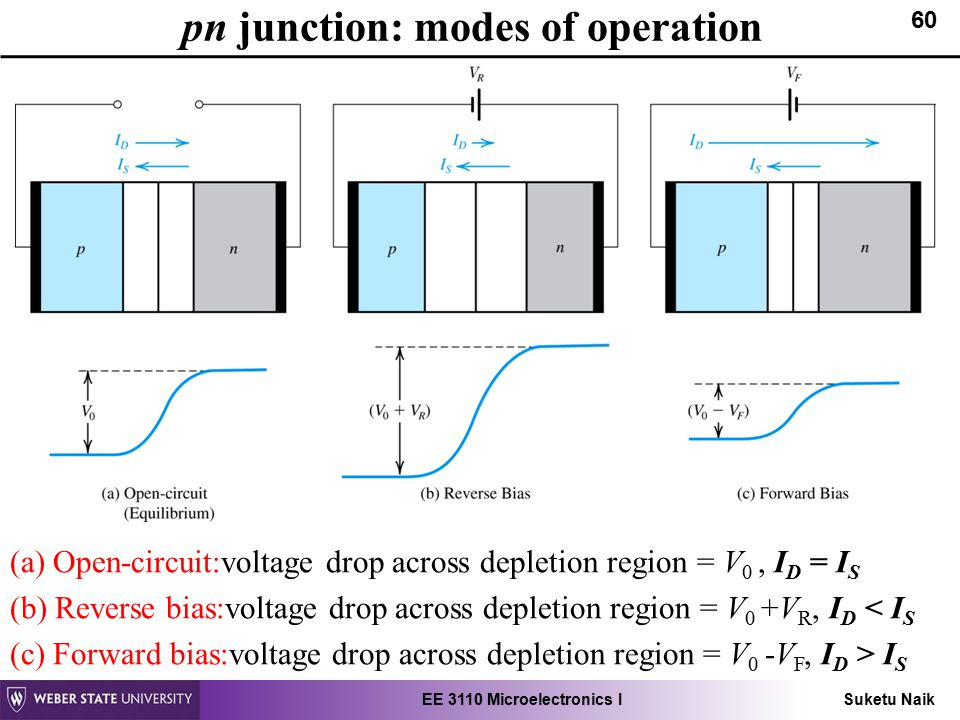 pn junction: modes of operation
60
V_R
V_F
I_D
I_S
I_D
I_S
I_D
I_S
p
n
p
n
p
n
V_0
(V_0 + V_R)
(V_0 − V_F)
(a) Open-circuit
(Equilibrium)
(b) Reverse Bias
(c) Forward Bias
(a) Open-circuit:voltage drop across depletion region = V_0 , I_D = I_S
(b) Reverse bias:voltage drop across depletion region = V_0 +V_R, I_D < I_S
(c) Forward bias:voltage drop across depletion region = V_0 -V_F, I_D > I_S
WEBER STATE UNIVERSITY
EE 3110 Microelectronics I
Suketu Naik